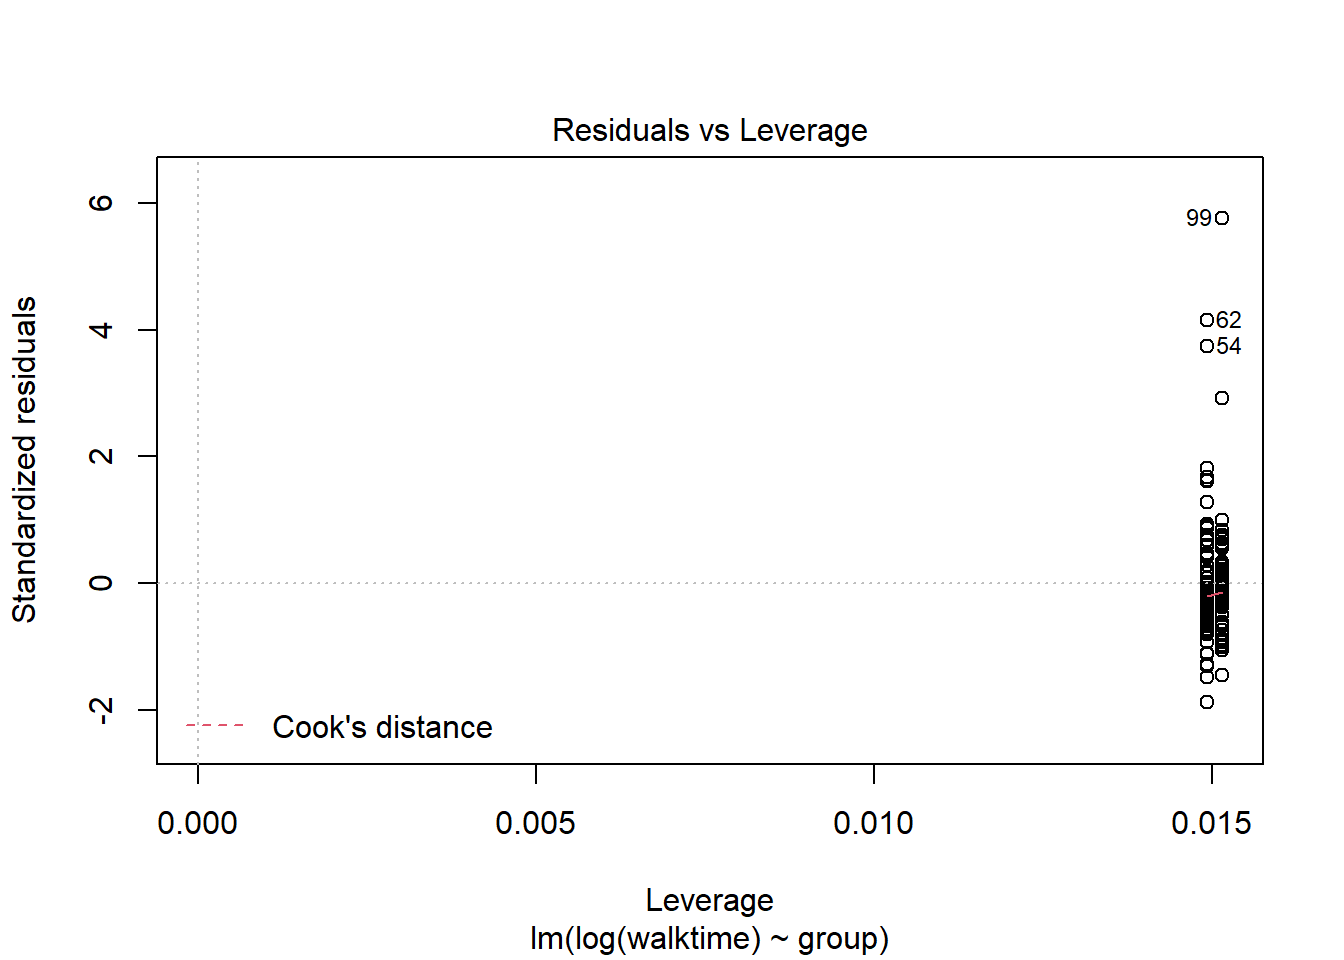 Residuals vs Leverage
Standardized residuals
6
4
2
0
-2
99
62
54
Cook's distance
0.000 0.005 0.010 0.015
Leverage
lm(log(walktime) ~ group)